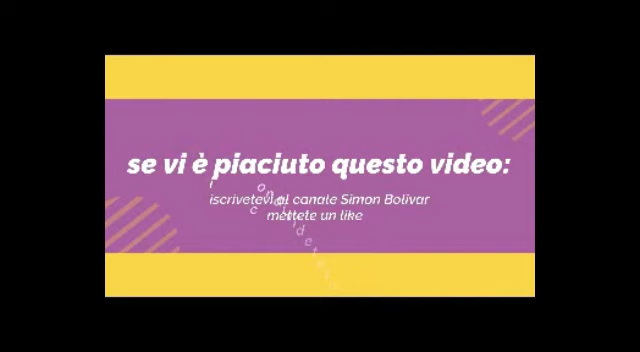 se vi è piaciuto questo video:
iscrivetevi al canale Simon Bolivar
mettete un like